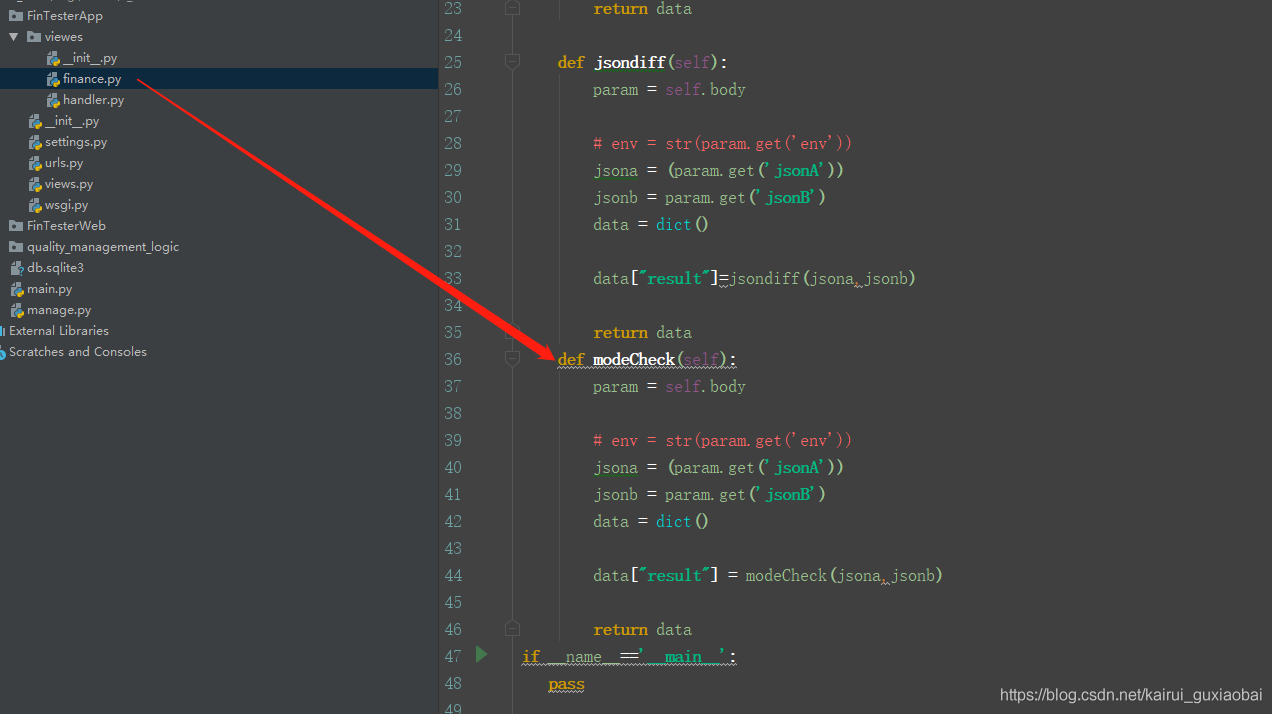 FinTesterApp
viewes
__init__.py
finance.py
handler.py
__init__.py
settings.py
urls.py
views.py
wsgi.py
FinTesterWeb
quality_management_logic
db.sqlite3
main.py
manage.py
External Libraries
Scratches and Consoles
23 return data
24
25 def jsondiff(self):
26 param = self.body
27
28 # env = str(param.get('env'))
29 jsona = (param.get('jsonA'))
30 jsonb = param.get('jsonB')
31 data = dict()
32
33 data["result"]=jsondiff(jsona,jsonb)
34
35 return data
36 def modeCheck(self):
37 param = self.body
38
39 # env = str(param.get('env'))
40 jsona = (param.get('jsonA'))
41 jsonb = param.get('jsonB')
42 data = dict()
43
44 data["result"] = modeCheck(jsona,jsonb)
45
46 return data
47 if __name__=='__main__':
48 pass
49
https://blog.csdn.net/kairui_guxiaobai